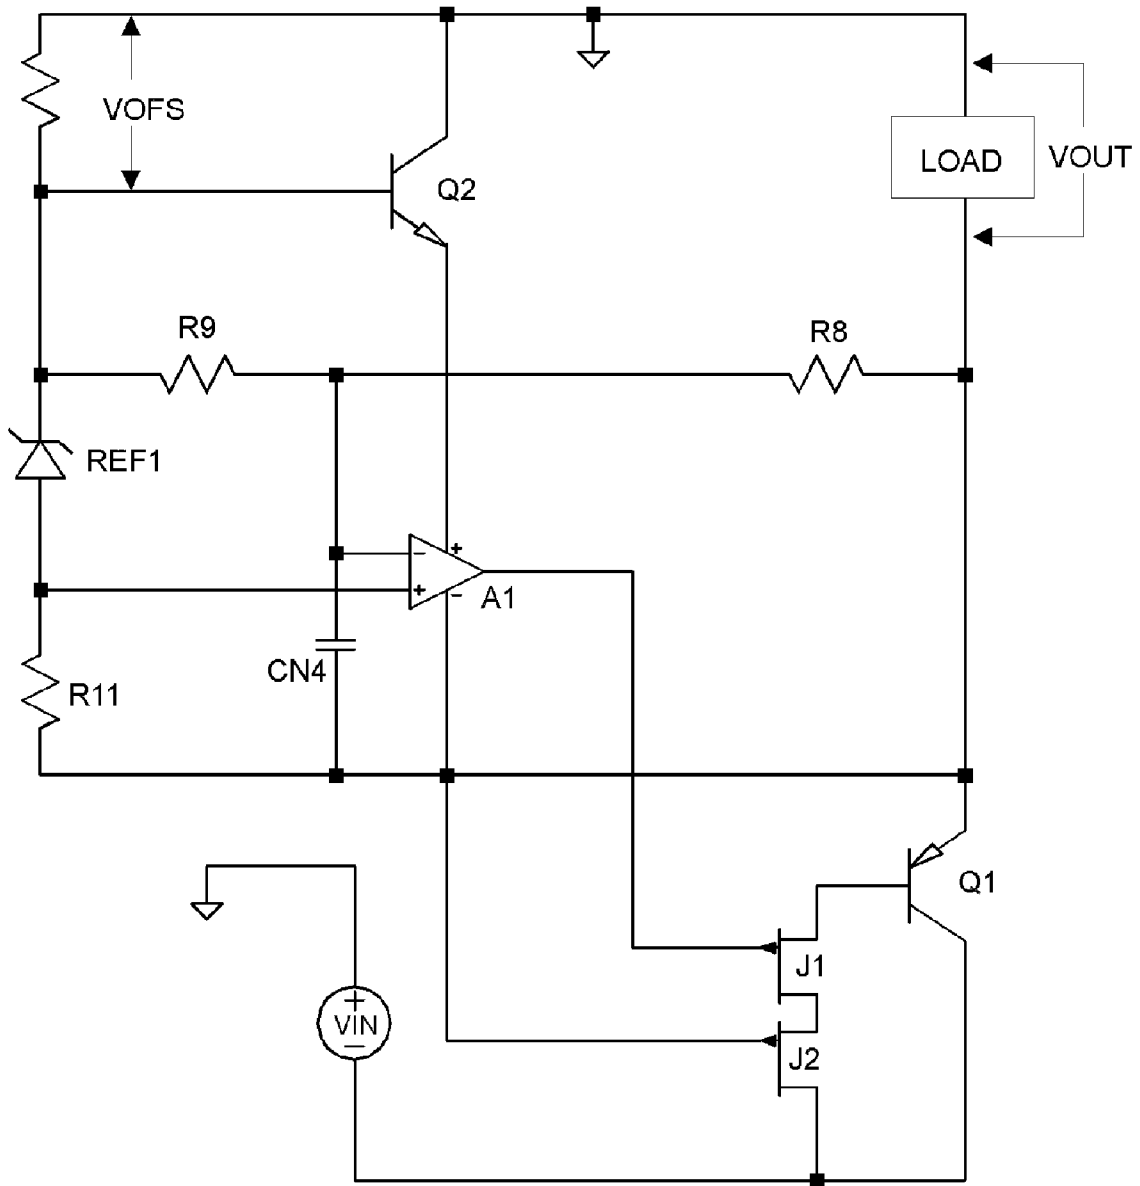 VOFS
Q2
LOAD
VOUT
R9
R8
REF1
−
+
+
−
A1
CN4
R11
Q1
J1
+
VIN
−
J2